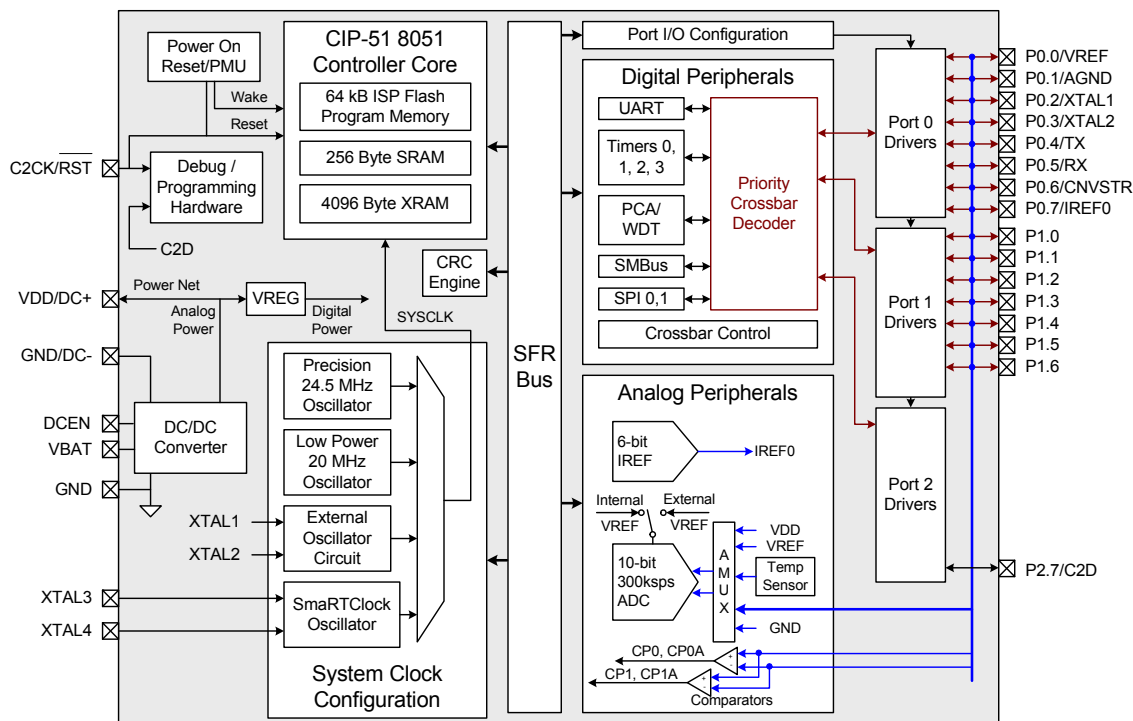 Power On
Reset/PMU
Wake
Reset
C2CK/RST
Debug /
Programming
Hardware
C2D
CIP-51 8051
Controller Core
64 kB ISP Flash
Program Memory
256 Byte SRAM
4096 Byte XRAM
CRC
Engine
VDD/DC+
Power Net
Analog
Power
VREG
Digital
Power
SYSCLK
GND/DC-
DCEN
VBAT
DC/DC
Converter
GND
XTAL1
XTAL2
XTAL3
XTAL4
Precision
24.5 MHz
Oscillator
Low Power
20 MHz
Oscillator
External
Oscillator
Circuit
SmaRTClock
Oscillator
System Clock
Configuration
SFR
Bus
Port I/O Configuration
Digital Peripherals
UART
Timers 0,
1, 2, 3
PCA/
WDT
SMBus
SPI 0,1
Priority
Crossbar
Decoder
Crossbar Control
Analog Peripherals
6-bit
IREF
IREF0
Internal
VREF
External
VREF
10-bit
300ksps
ADC
A
M
U
X
VDD
VREF
Temp
Sensor
GND
CP0, CP0A
+
-
CP1, CP1A
+
-
Comparators
Port 0
Drivers
Port 1
Drivers
Port 2
Drivers
P0.0/VREF
P0.1/AGND
P0.2/XTAL1
P0.3/XTAL2
P0.4/TX
P0.5/RX
P0.6/CNVSTR
P0.7/IREF0
P1.0
P1.1
P1.2
P1.3
P1.4
P1.5
P1.6
P2.7/C2D